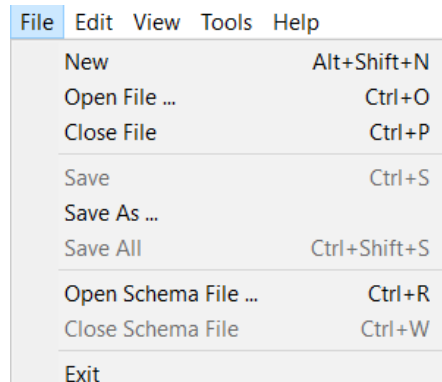 File Edit View Tools Help
New Alt+Shift+N
Open File ... Ctrl+O
Close File Ctrl+P
Save Ctrl+S
Save As ...
Save All Ctrl+Shift+S
Open Schema File ... Ctrl+R
Close Schema File Ctrl+W
Exit